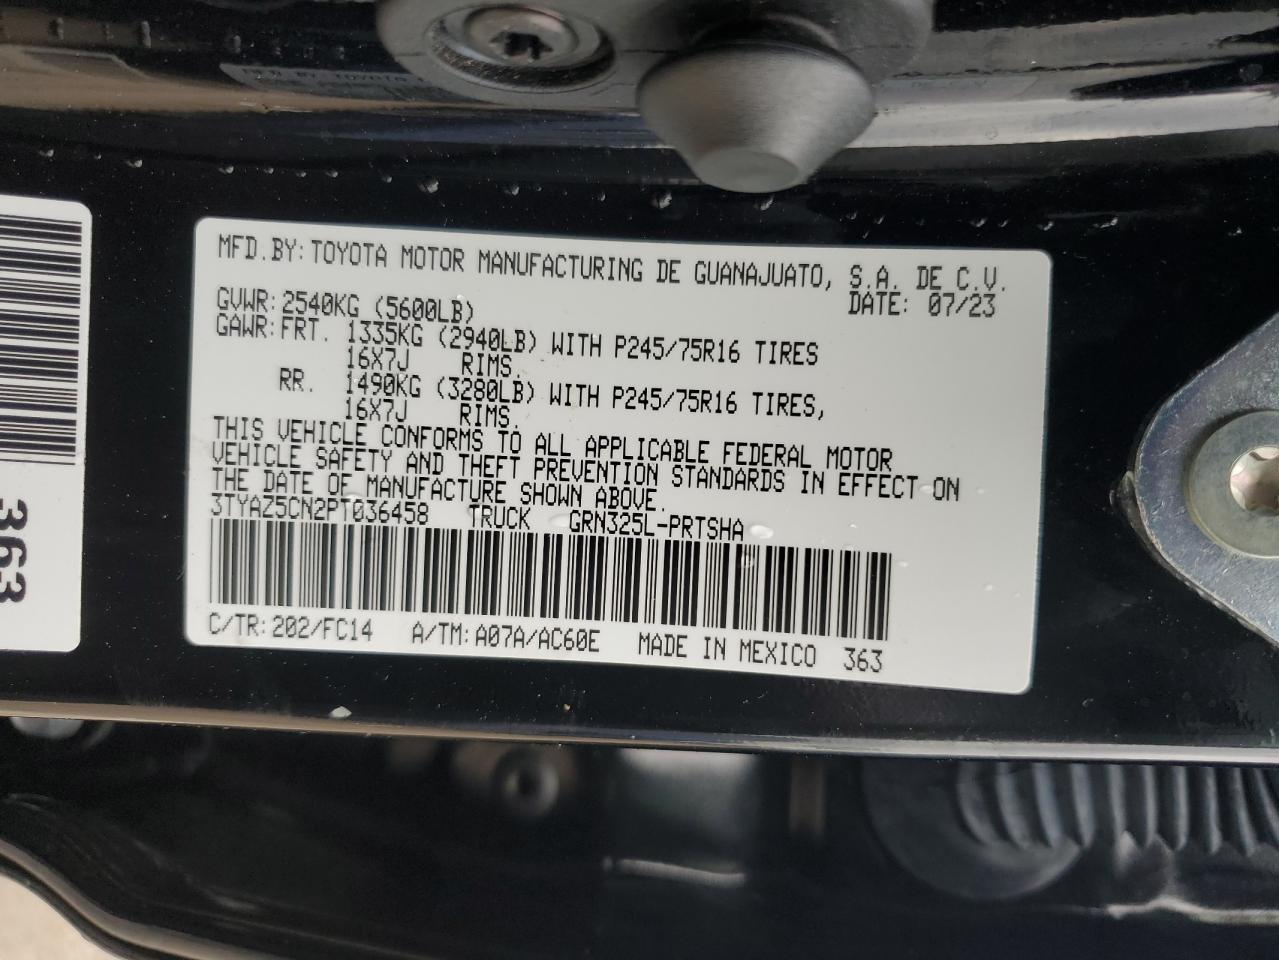 MFD.BY:TOYOTA MOTOR MANUFACTURING DE GUANAJUATO, S.A. DE C.V.
GVWR:2540KG (5600LB) DATE: 07/23
GAWR:FRT. 1335KG (2940LB) WITH P245/75R16 TIRES
16X7J RIMS.
RR. 1490KG (3280LB) WITH P245/75R16 TIRES,
16X7J RIMS.
THIS VEHICLE CONFORMS TO ALL APPLICABLE FEDERAL MOTOR
VEHICLE SAFETY AND THEFT PREVENTION STANDARDS IN EFFECT ON
THE DATE OF MANUFACTURE SHOWN ABOVE.
3TYAZ5CN2PT036458 TRUCK GRN325L-PRTSHA
C/TR:202/FC14 A/TM:A07A/AC60E MADE IN MEXICO 363
363